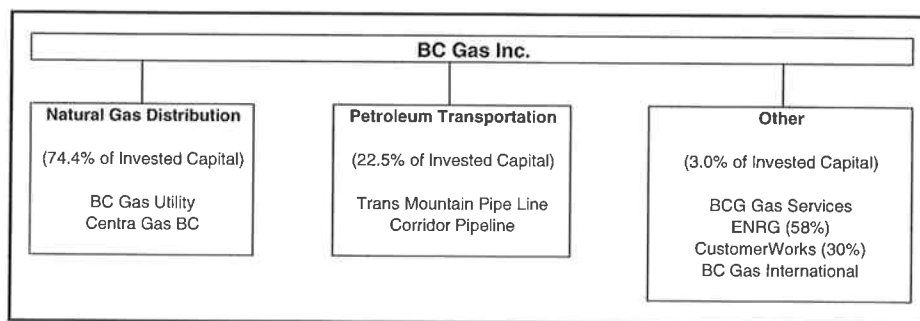 BC Gas Inc.
Natural Gas Distribution
(74.4% of Invested Capital)
BC Gas Utility
Centra Gas BC
Petroleum Transportation
(22.5% of Invested Capital)
Trans Mountain Pipe Line
Corridor Pipeline
Other
(3.0% of Invested Capital)
BCG Gas Services
ENRG (58%)
CustomerWorks (30%)
BC Gas International